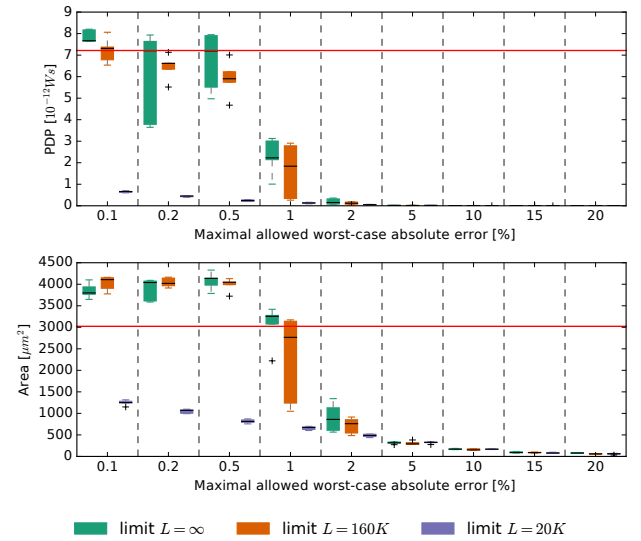 9
8
7
6
5
4
3
2
1
0
PDP [10^{-12}Ws]
0.1 0.2 0.5 1 2 5 10 15 20
Maximal allowed worst-case absolute error [%]
4500
4000
3500
3000
2500
2000
1500
1000
500
0
Area [μm²]
0.1 0.2 0.5 1 2 5 10 15 20
Maximal allowed worst-case absolute error [%]
limit L=∞ limit L=160K limit L=20K